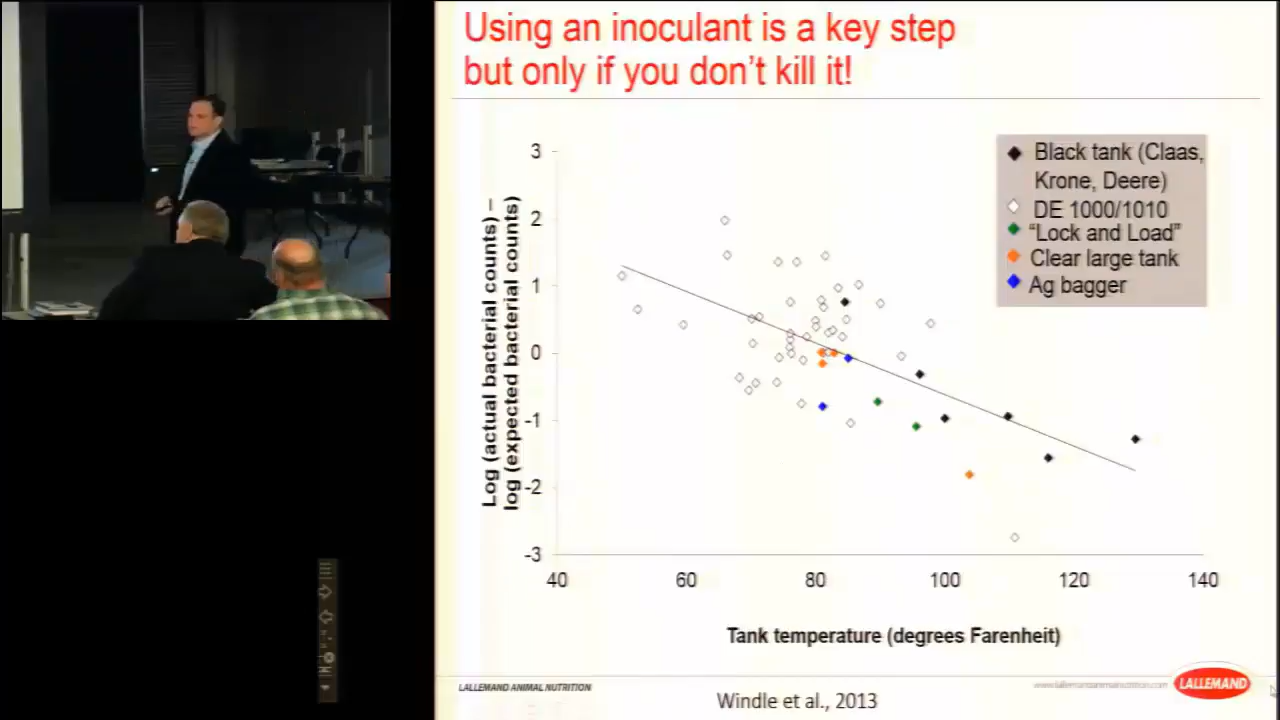 Using an inoculant is a key step
but only if you don't kill it!
Log (actual bacterial counts) –
log (expected bacterial counts)
3
2
1
0
-1
-2
-3
40
60
80
100
120
140
Black tank (Claas,
Krone, Deere)
DE 1000/1010
"Lock and Load"
Clear large tank
Ag bagger
Tank temperature (degrees Farenheit)
LALLEMAND ANIMAL NUTRITION
Windle et al., 2013
www.lallemandanimalnutrition.com
LALLEMAND